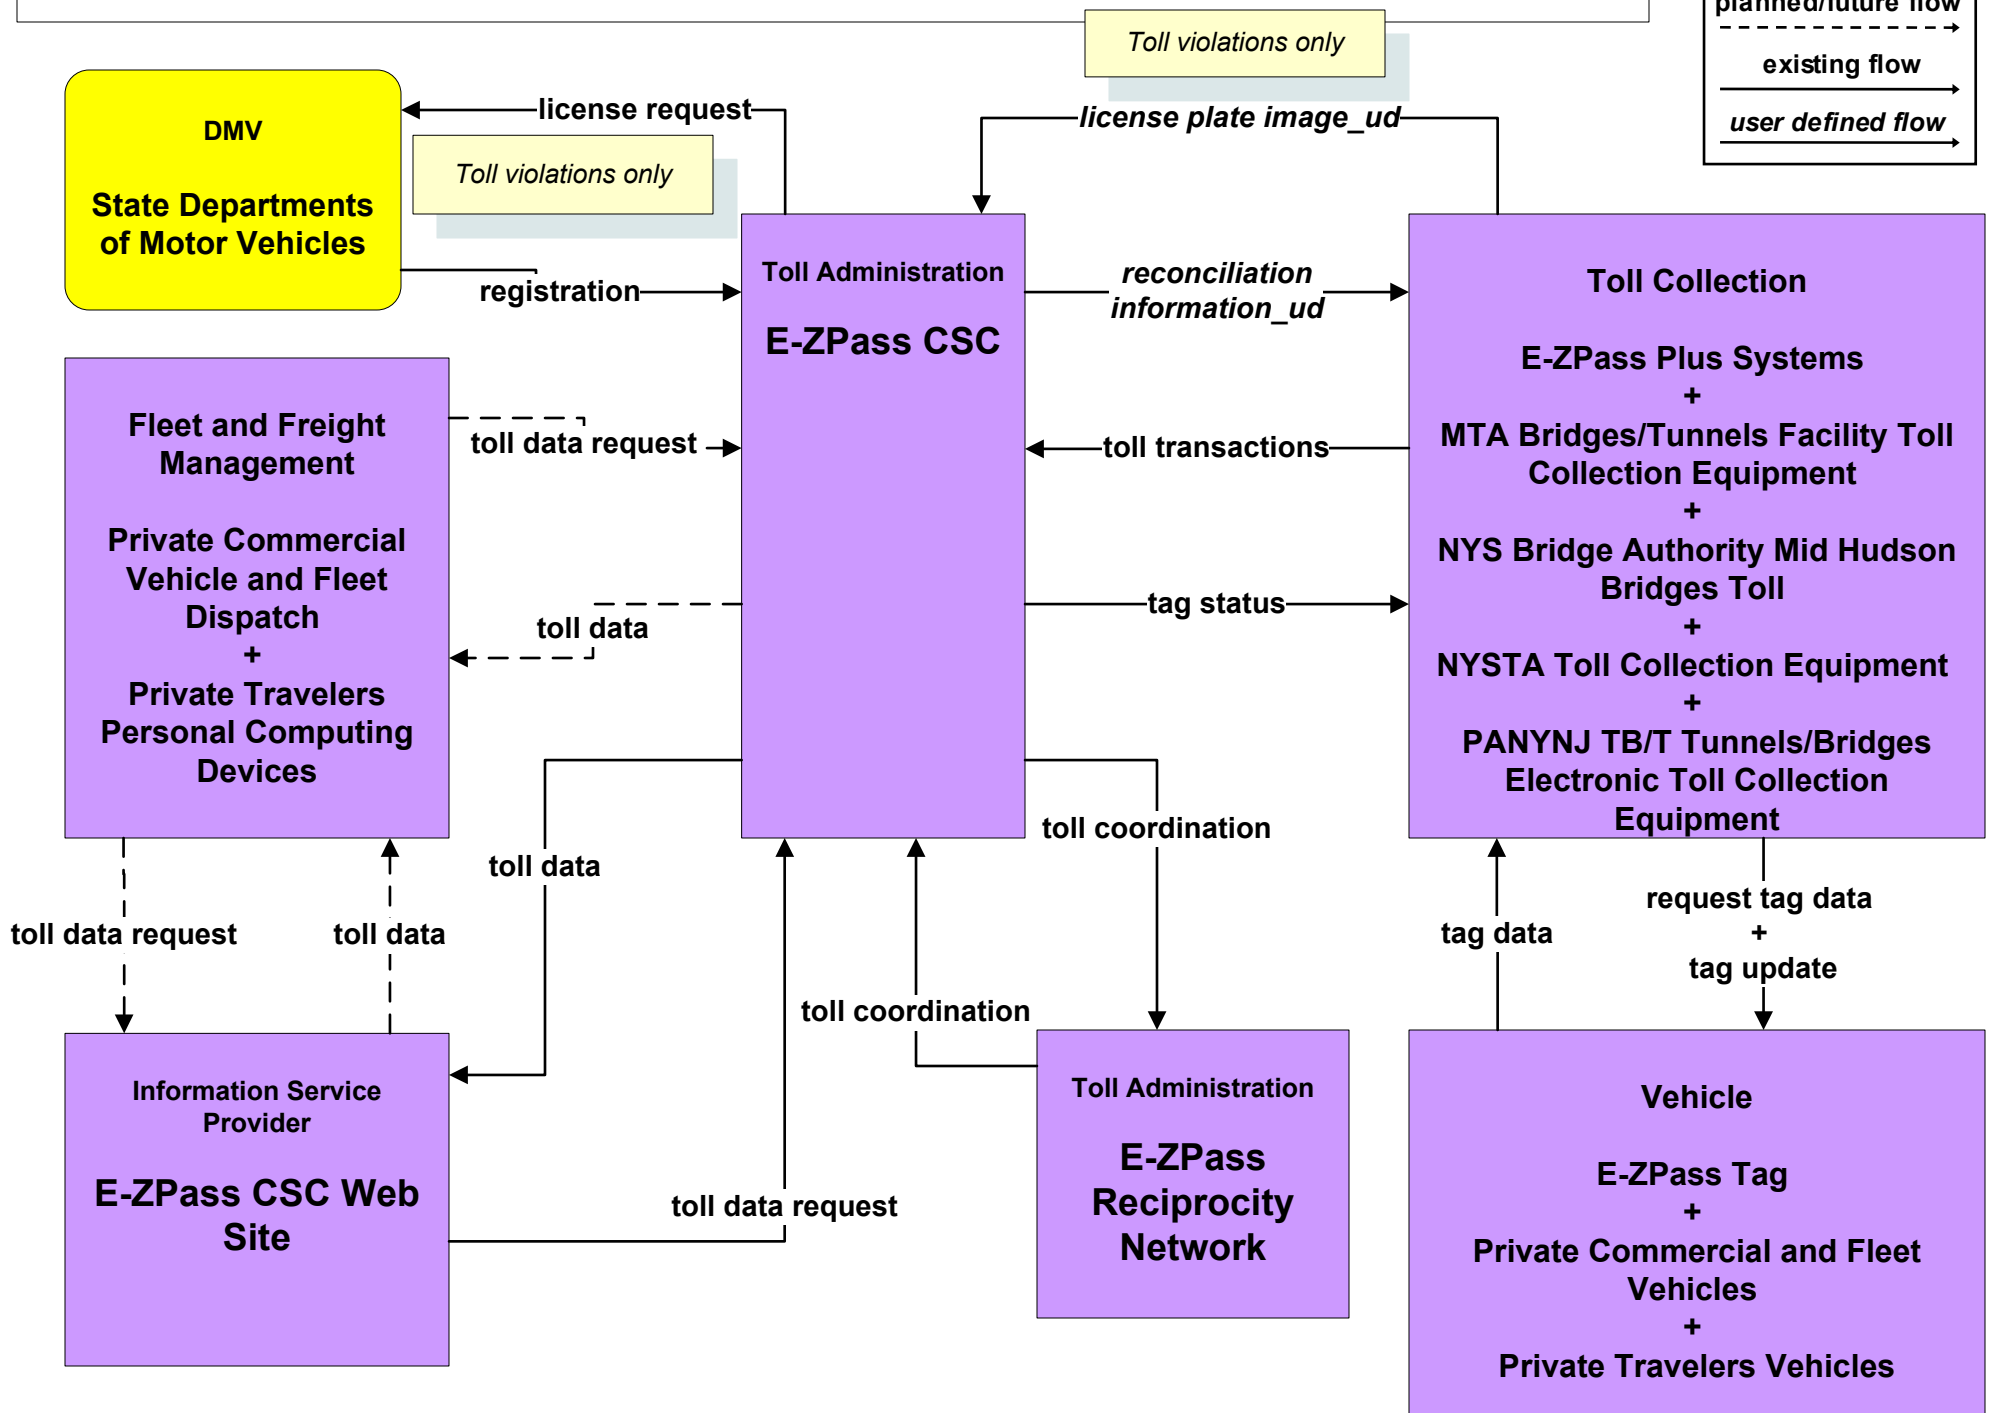 planned/future flow
existing flow
user defined flow
Toll violations only
license request
license plate image_ud
DMV
State Departments
of Motor Vehicles
Toll violations only
registration
Toll Administration
E-ZPass CSC
reconciliation
information_ud
Toll Collection
E-ZPass Plus Systems
+
MTA Bridges/Tunnels Facility Toll
Collection Equipment
+
NYS Bridge Authority Mid Hudson
Bridges Toll
+
NYSTA Toll Collection Equipment
+
PANYNJ TB/T Tunnels/Bridges
Electronic Toll Collection
Equipment
Fleet and Freight
Management
Private Commercial
Vehicle and Fleet
Dispatch
+
Private Travelers
Personal Computing
Devices
toll data request
toll transactions
toll data
tag status
toll data
toll coordination
toll data request
toll data
tag data
request tag data
+
tag update
toll coordination
Information Service
Provider
E-ZPass CSC Web
Site
toll data request
Toll Administration
E-ZPass
Reciprocity
Network
Vehicle
E-ZPass Tag
+
Private Commercial and Fleet
Vehicles
+
Private Travelers Vehicles